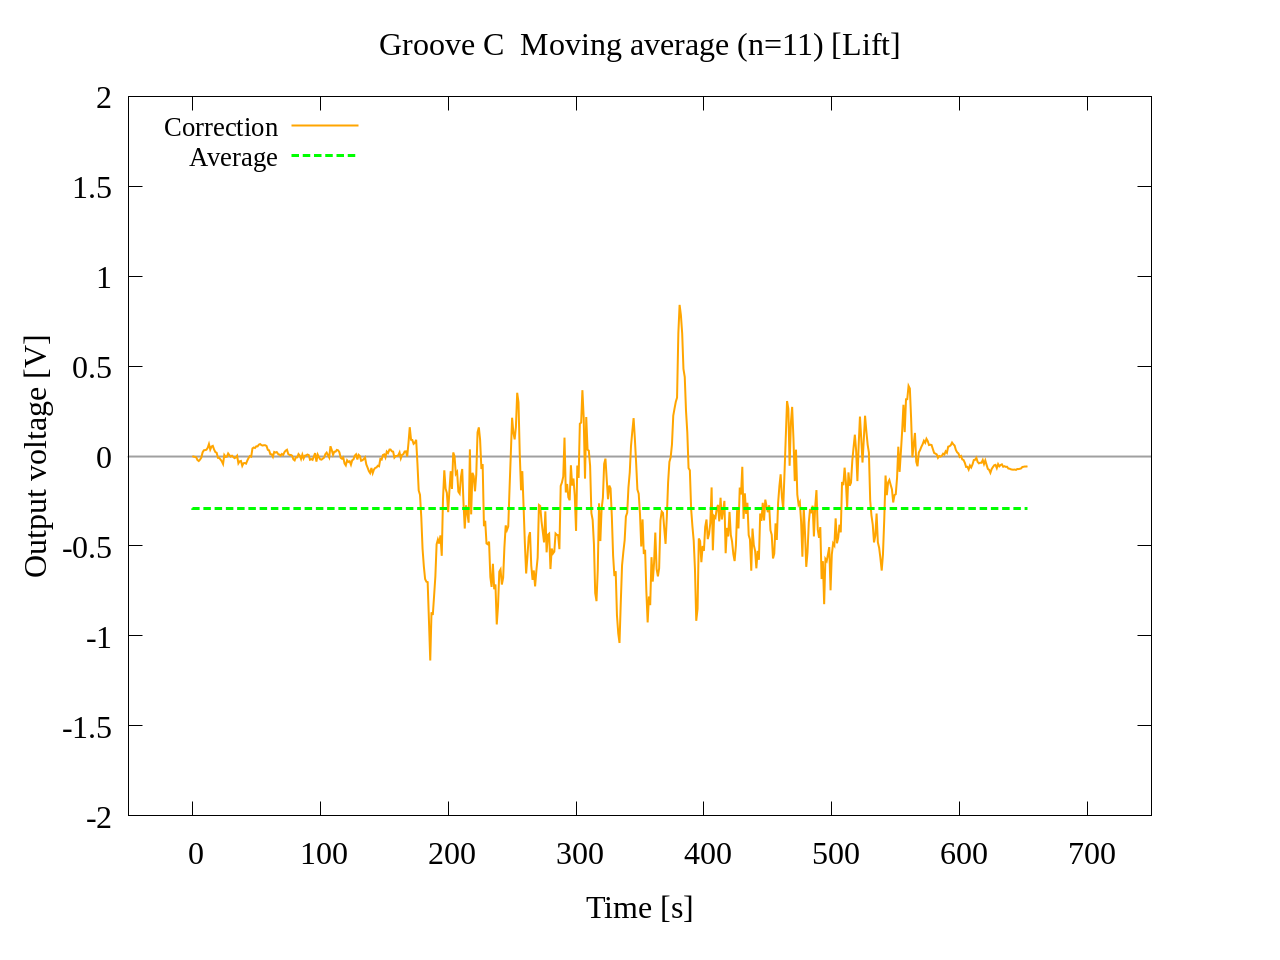 Groove C  Moving average (n=11) [Lift]
Correction
Average
2
1.5
1
0.5
0
-0.5
-1
-1.5
-2
Output voltage [V]
0 100 200 300 400 500 600 700
Time [s]